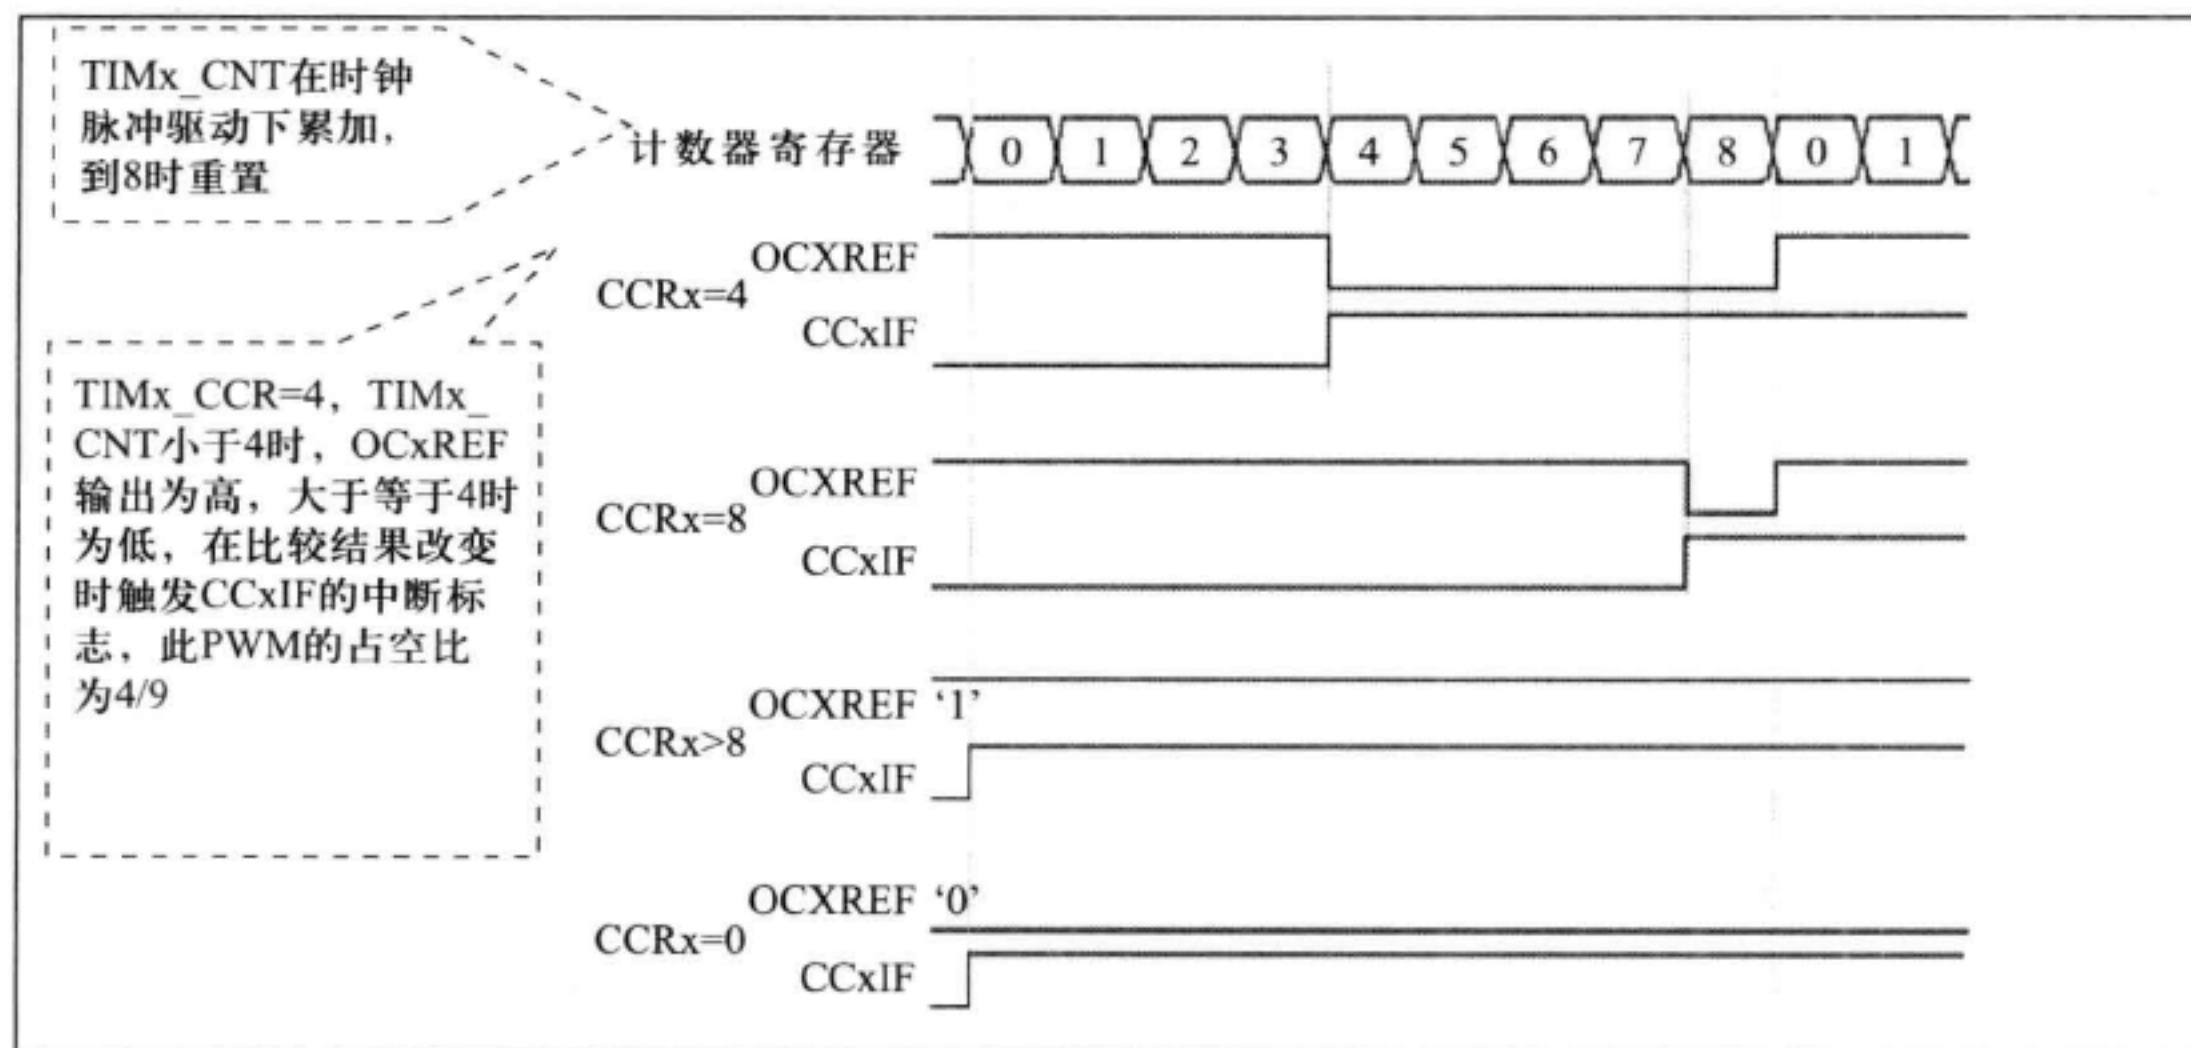 TIMx_CNT在时钟
脉冲驱动下累加，
到8时重置
计数器寄存器 0 1 2 3 4 5 6 7 8 0 1
OCXREF
CCRx=4
CCxIF
TIMx_CCR=4，TIMx_
CNT小于4时，OCxREF
输出为高，大于等于4时
为低，在比较结果改变
时触发CCxIF的中断标
志，此PWM的占空比
为4/9
OCXREF
CCRx=8
CCxIF
OCXREF ‘1’
CCRx>8
CCxIF
OCXREF ‘0’
CCRx=0
CCxIF